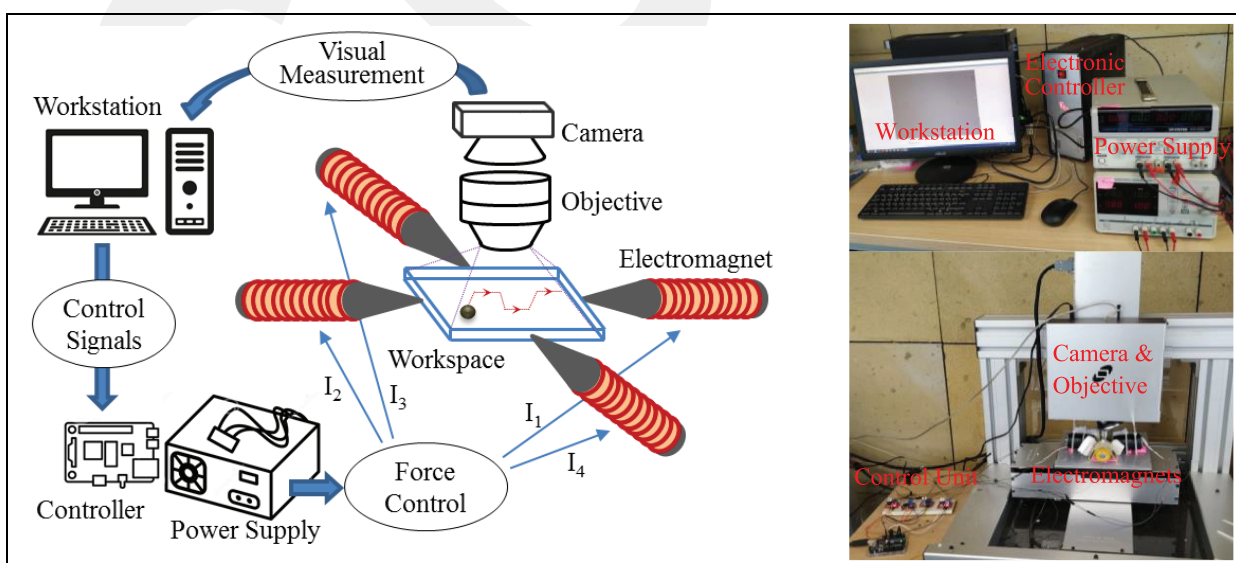 Visual
Measurement
Workstation
Camera
Objective
Electromagnet
Control
Signals
Workspace
I₂
I₃
I₁
I₄
Force
Control
Controller
Power Supply
Electronic
Controller
Workstation
Power Supply
Camera &
Objective
Control Unit
Electromagnets